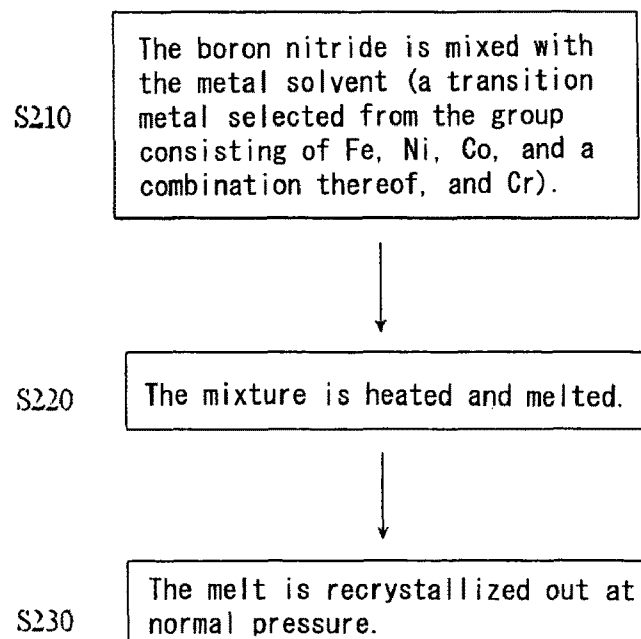 The boron nitride is mixed with
the metal solvent (a transition
S210
metal selected from the group
consisting of Fe, Ni, Co, and a
combination thereof, and Cr).
S220
The mixture is heated and melted.
The melt is recrystallized out at
S230
normal pressure.